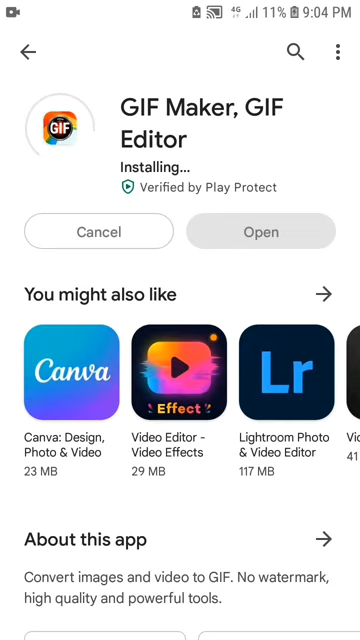 4G 11% 9:04 PM
GIF Maker, GIF
Editor
GIF
Installing...
Verified by Play Protect
Cancel
Open
You might also like
Canva
Effect
Lr
Canva: Design,
Photo & Video
23 MB
Video Editor -
Video Effects
29 MB
Lightroom Photo
& Video Editor
117 MB
41
About this app
Convert images and video to GIF. No watermark,
high quality and powerful tools.